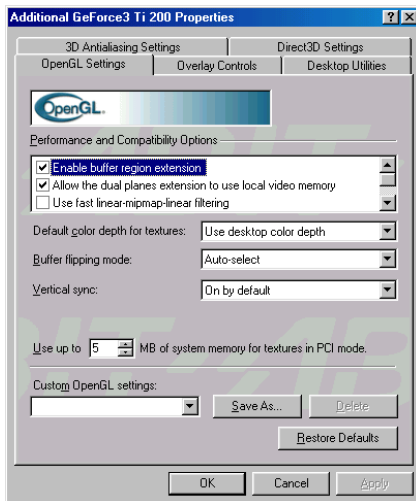 Additional GeForce3 Ti 200 Properties
3D Antialiasing Settings
Direct3D Settings
OpenGL Settings
Overlay Controls
Desktop Utilities
OpenGL.
Performance and Compatibility Options
Enable buffer region extension
Allow the dual planes extension to use local video memory
Use fast linear-mipmap-linear filtering
Default color depth for textures: Use desktop color depth
Buffer flipping mode: Auto-select
Vertical sync: On by default
Use up to 5 MB of system memory for textures in PCI mode.
Custom OpenGL settings:
Save As... Delete
Restore Defaults
OK Cancel Apply